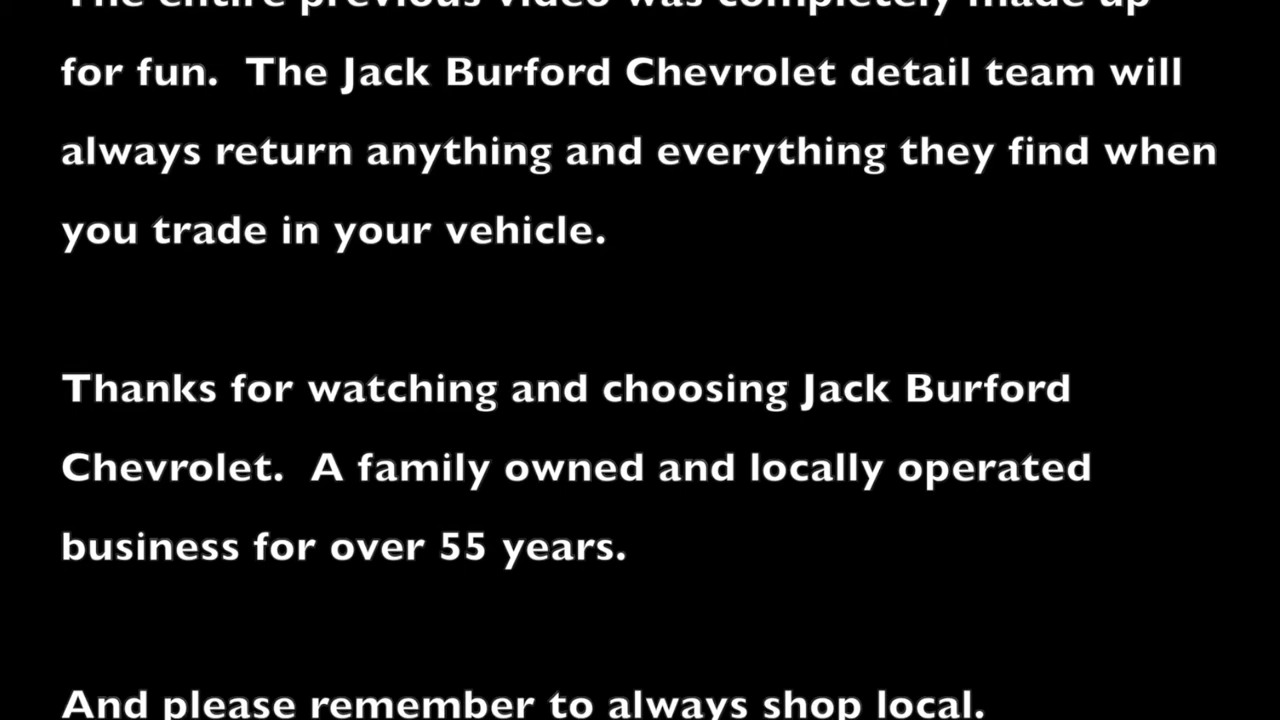 The entire previous video was completely made up
for fun.  The Jack Burford Chevrolet detail team will
always return anything and everything they find when
you trade in your vehicle.
Thanks for watching and choosing Jack Burford
Chevrolet.  A family owned and locally operated
business for over 55 years.
And please remember to always shop local.